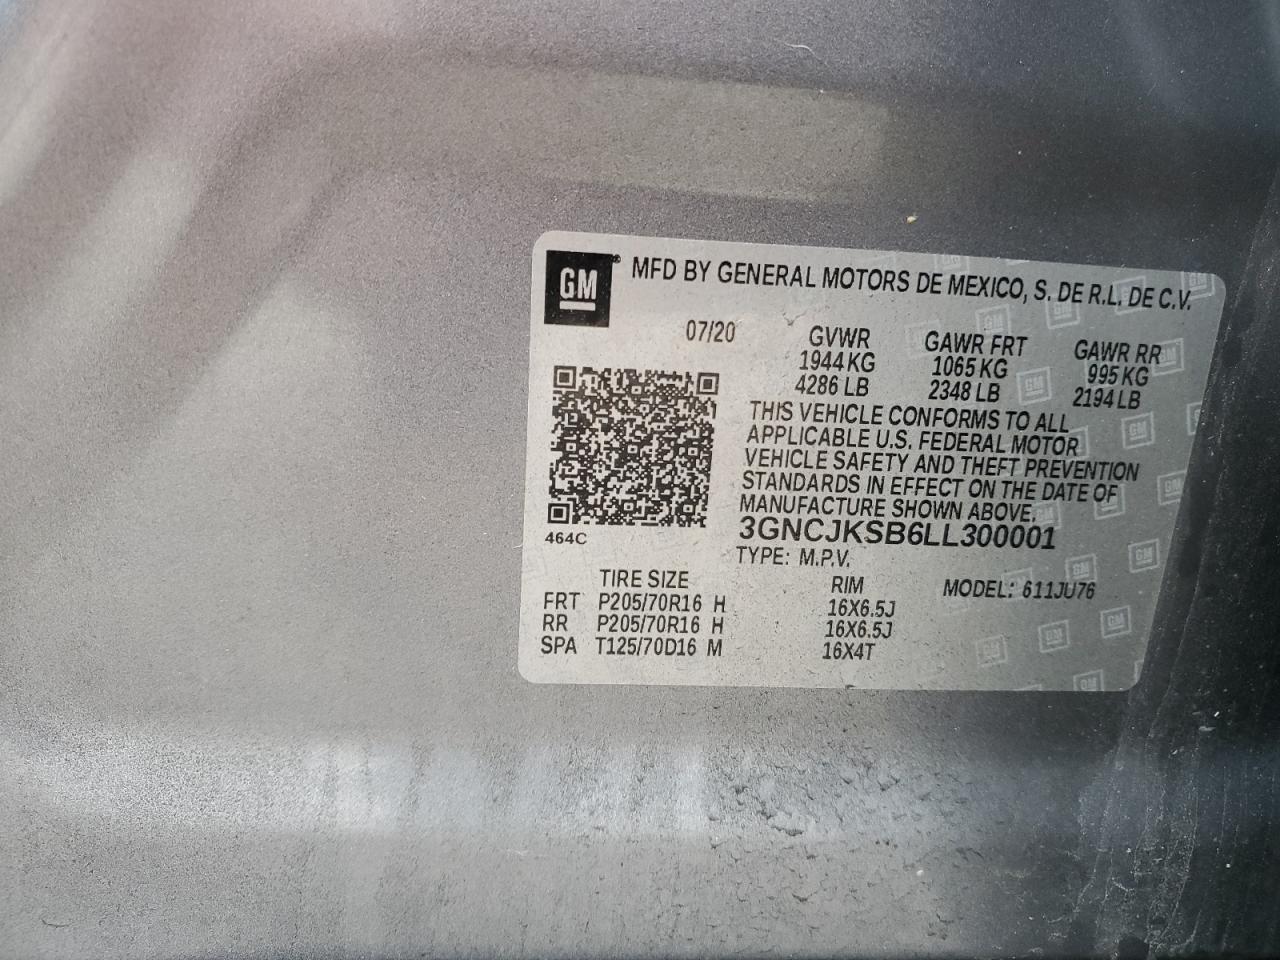 GM ® MFD BY GENERAL MOTORS DE MEXICO, S. DE R.L. DE C.V.
07/20 GVWR GAWR FRT GAWR RR
1944 KG 1065 KG 995 KG
4286 LB 2348 LB 2194 LB
THIS VEHICLE CONFORMS TO ALL
APPLICABLE U.S. FEDERAL MOTOR
VEHICLE SAFETY AND THEFT PREVENTION
STANDARDS IN EFFECT ON THE DATE OF
MANUFACTURE SHOWN ABOVE.
464C 3GNCJKSB6LL300001
TYPE: M.P.V.
TIRE SIZE RIM MODEL: 611JU76
FRT P205/70R16 H 16X6.5J
RR P205/70R16 H 16X6.5J
SPA T125/70D16 M 16X4T